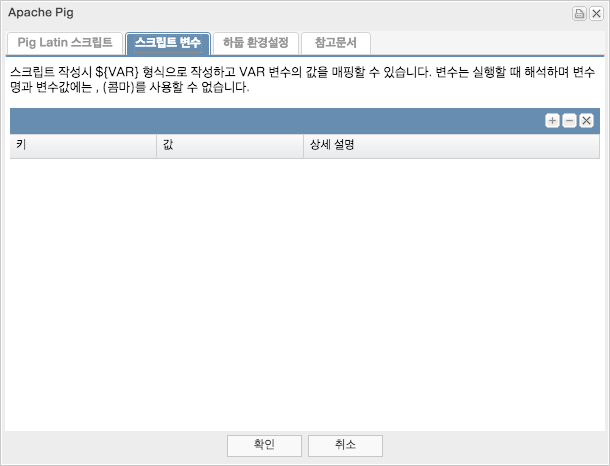 Apache Pig
Pig Latin 스크립트
스크립트 변수
하둡 환경설정
참고문서
스크립트 작성시 ${VAR} 형식으로 작성하고 VAR 변수의 값을 매핑할 수 있습니다. 변수는 실행할 때 해석하며 변수
명과 변수값에는 , (콤마)를 사용할 수 없습니다.
키
값
상세 설명
확인
취소